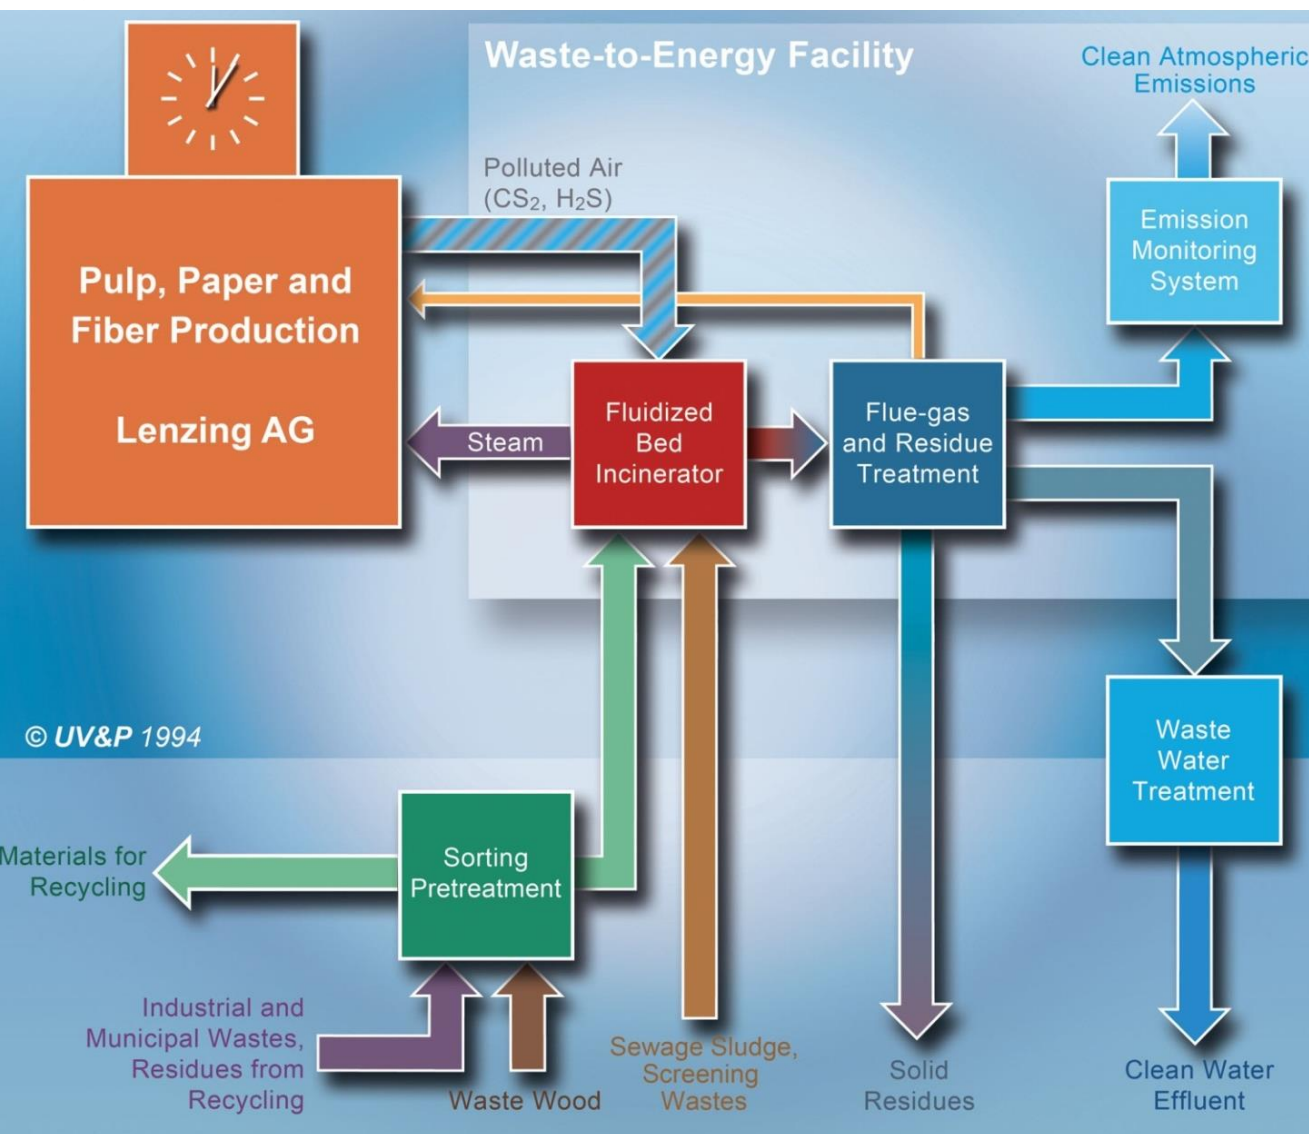 Waste-to-Energy Facility
Clean Atmospheric
Emissions
Polluted Air
(CS₂, H₂S)
Emission
Monitoring
System
Pulp, Paper and
Fiber Production
Lenzing AG
Steam
Fluidized
Bed
Incinerator
Flue-gas
and Residue
Treatment
© UV&P 1994
Waste
Water
Treatment
Materials for
Recycling
Sorting
Pretreatment
Industrial and
Municipal Wastes,
Residues from
Recycling
Waste Wood
Sewage Sludge,
Screening
Wastes
Solid
Residues
Clean Water
Effluent